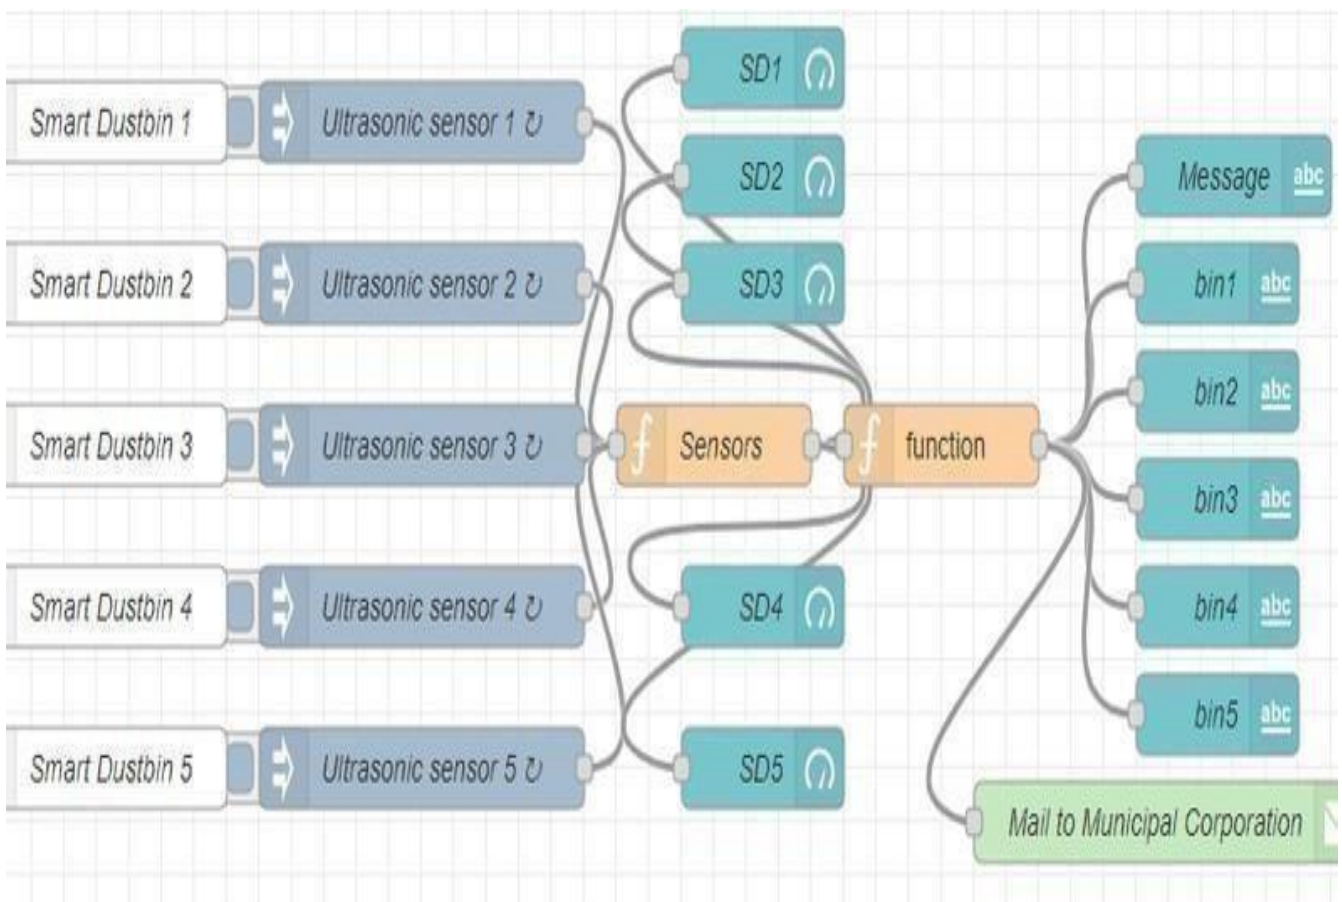 Smart Dustbin 1
Ultrasonic sensor 1 ↻
Smart Dustbin 2
Ultrasonic sensor 2 ↻
Smart Dustbin 3
Ultrasonic sensor 3 ↻
Smart Dustbin 4
Ultrasonic sensor 4 ↻
Smart Dustbin 5
Ultrasonic sensor 5 ↻
SD1
SD2
SD3
Sensors
function
SD4
SD5
Message abc
bin1 abc
bin2 abc
bin3 abc
bin4 abc
bin5 abc
Mail to Municipal Corporation